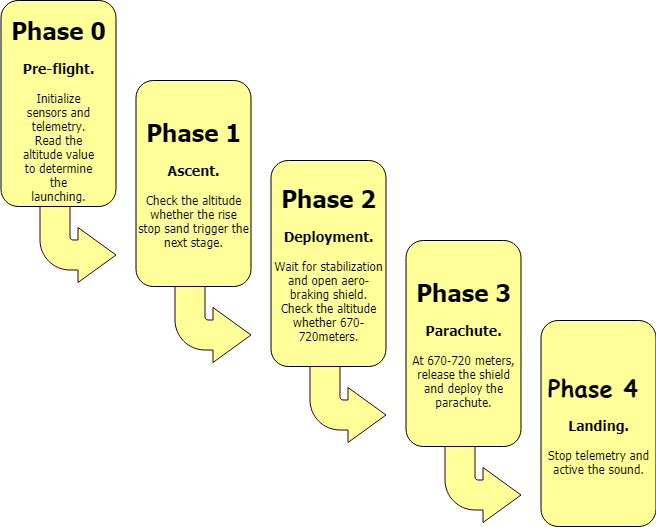 Phase 0
Pre-flight.
Initialize
sensors and
telemetry.
Read the
altitude value
to determine
the
launching.
Phase 1
Ascent.
Check the altitude
whether the rise
stop sand trigger the
next stage.
Phase 2
Deployment.
Wait for stabilization
and open aero-
braking shield.
Check the altitude
whether 670-
720meters.
Phase 3
Parachute.
At 670-720 meters,
release the shield
and deploy the
parachute.
Phase 4
Landing.
Stop telemetry and
active the sound.